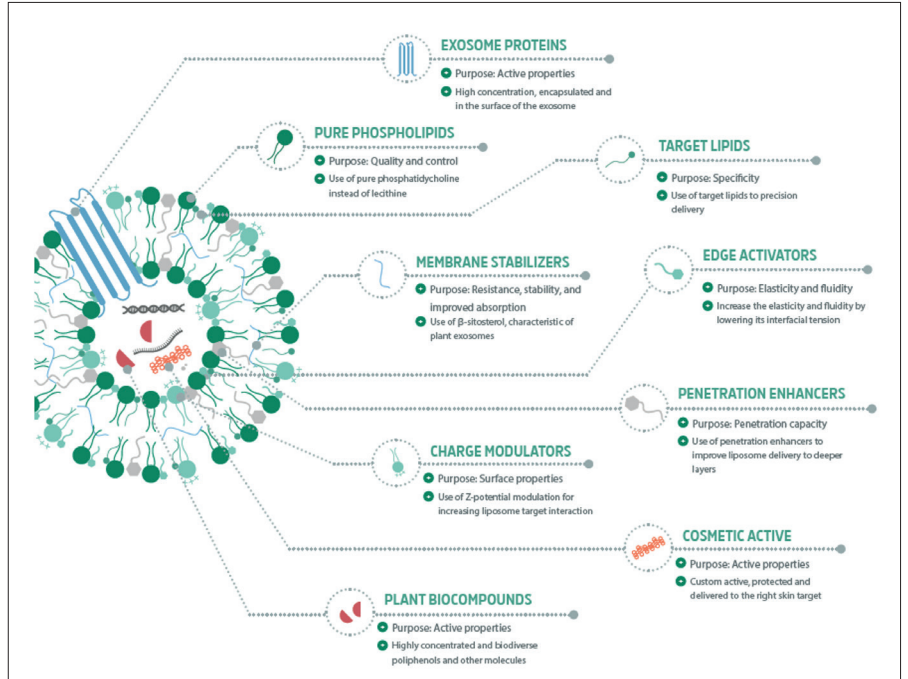 EXOSOME PROTEINS
Purpose: Active properties
High concentration, encapsulated and
in the surface of the exosome
PURE PHOSPHOLIPIDS
Purpose: Quality and control
Use of pure phosphatidycholine
instead of lecithine
TARGET LIPIDS
Purpose: Specificity
Use of target lipids to precision
delivery
MEMBRANE STABILIZERS
Purpose: Resistance, stability, and
improved absorption
Use of β-sitosterol, characteristic of
plant exosomes
EDGE ACTIVATORS
Purpose: Elasticity and fluidity
Increase the elasticity and fluidity by
lowering its interfacial tension
PENETRATION ENHANCERS
Purpose: Penetration capacity
Use of penetration enhancers to
improve liposome delivery to deeper
layers
CHARGE MODULATORS
Purpose: Surface properties
Use of Z-potential modulation for
increasing liposome target interaction
COSMETIC ACTIVE
Purpose: Active properties
Custom active, protected and
delivered to the right skin target
PLANT BIOCOMPOUNDS
Purpose: Active properties
Highly concentrated and biodiverse
poliphenols and other molecules